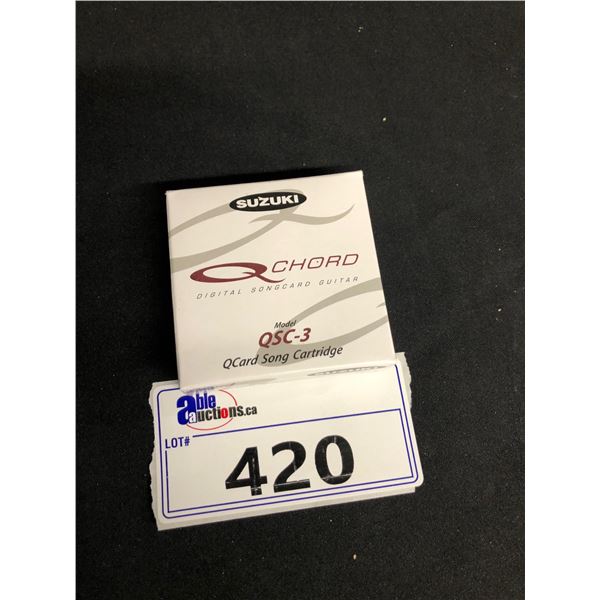 SUZUKI
QCHORD
DIGITAL SONGCARD GUITAR
Model
QSC-3
QCard Song Cartridge
able
auctions.ca
LOT#
420